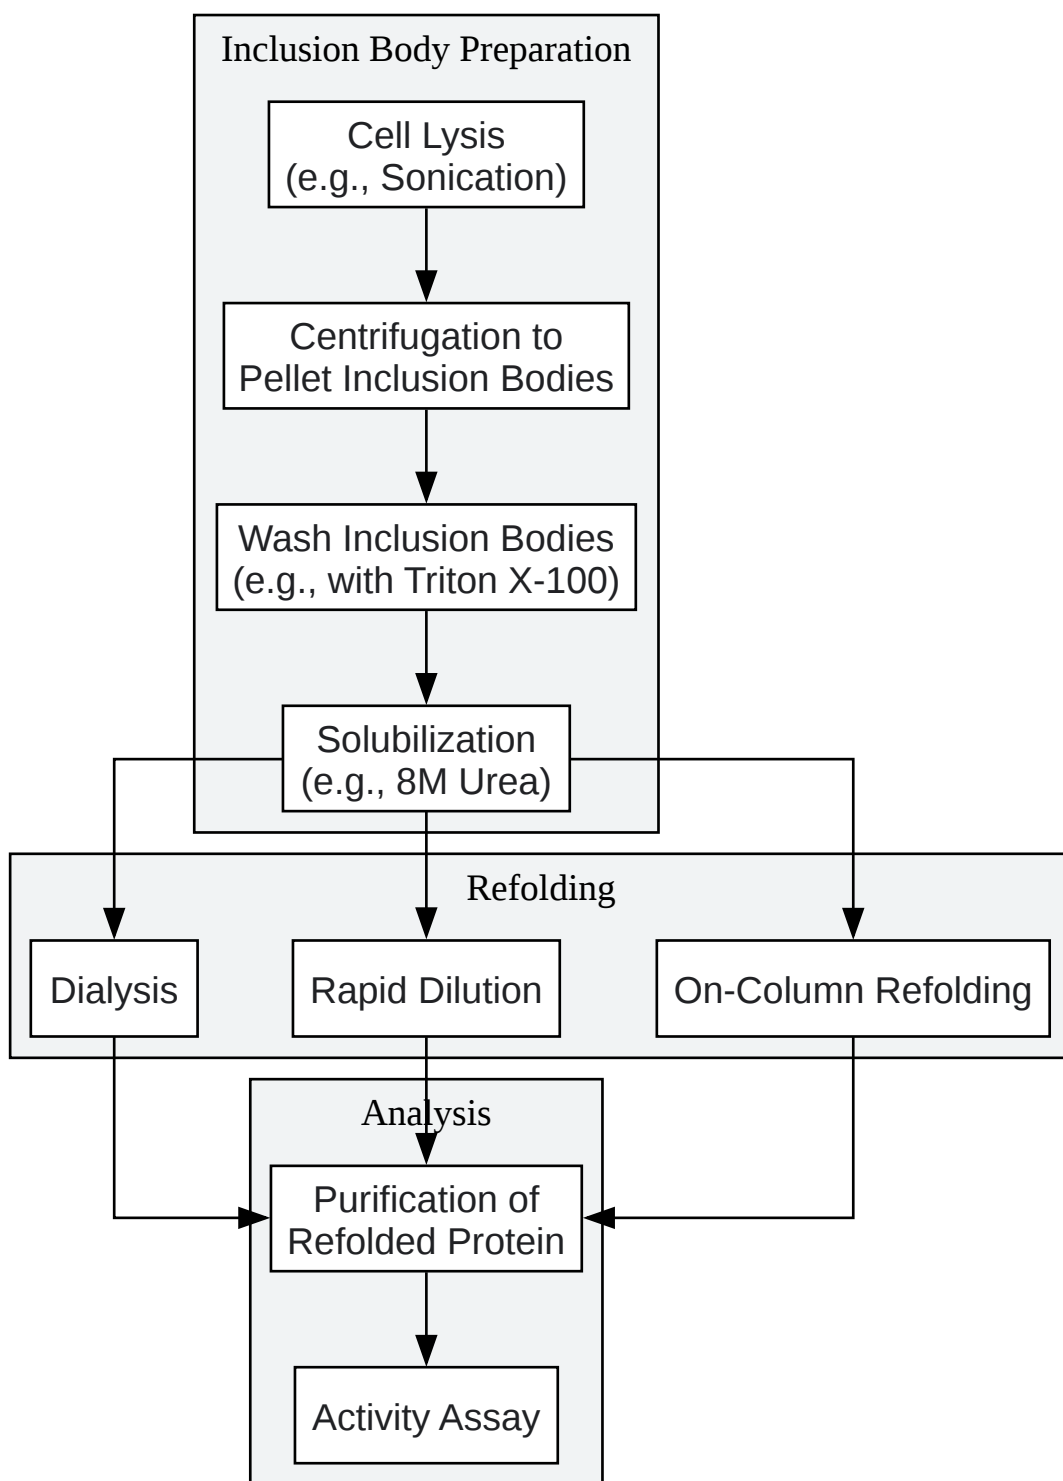 Inclusion Body Preparation
Cell Lysis
(e.g., Sonication)
Centrifugation to
Pellet Inclusion Bodies
Wash Inclusion Bodies
(e.g., with Triton X-100)
Solubilization
(e.g., 8M Urea)
Refolding
Dialysis
Rapid Dilution
On-Column Refolding
Analysis
Purification of
Refolded Protein
Activity Assay